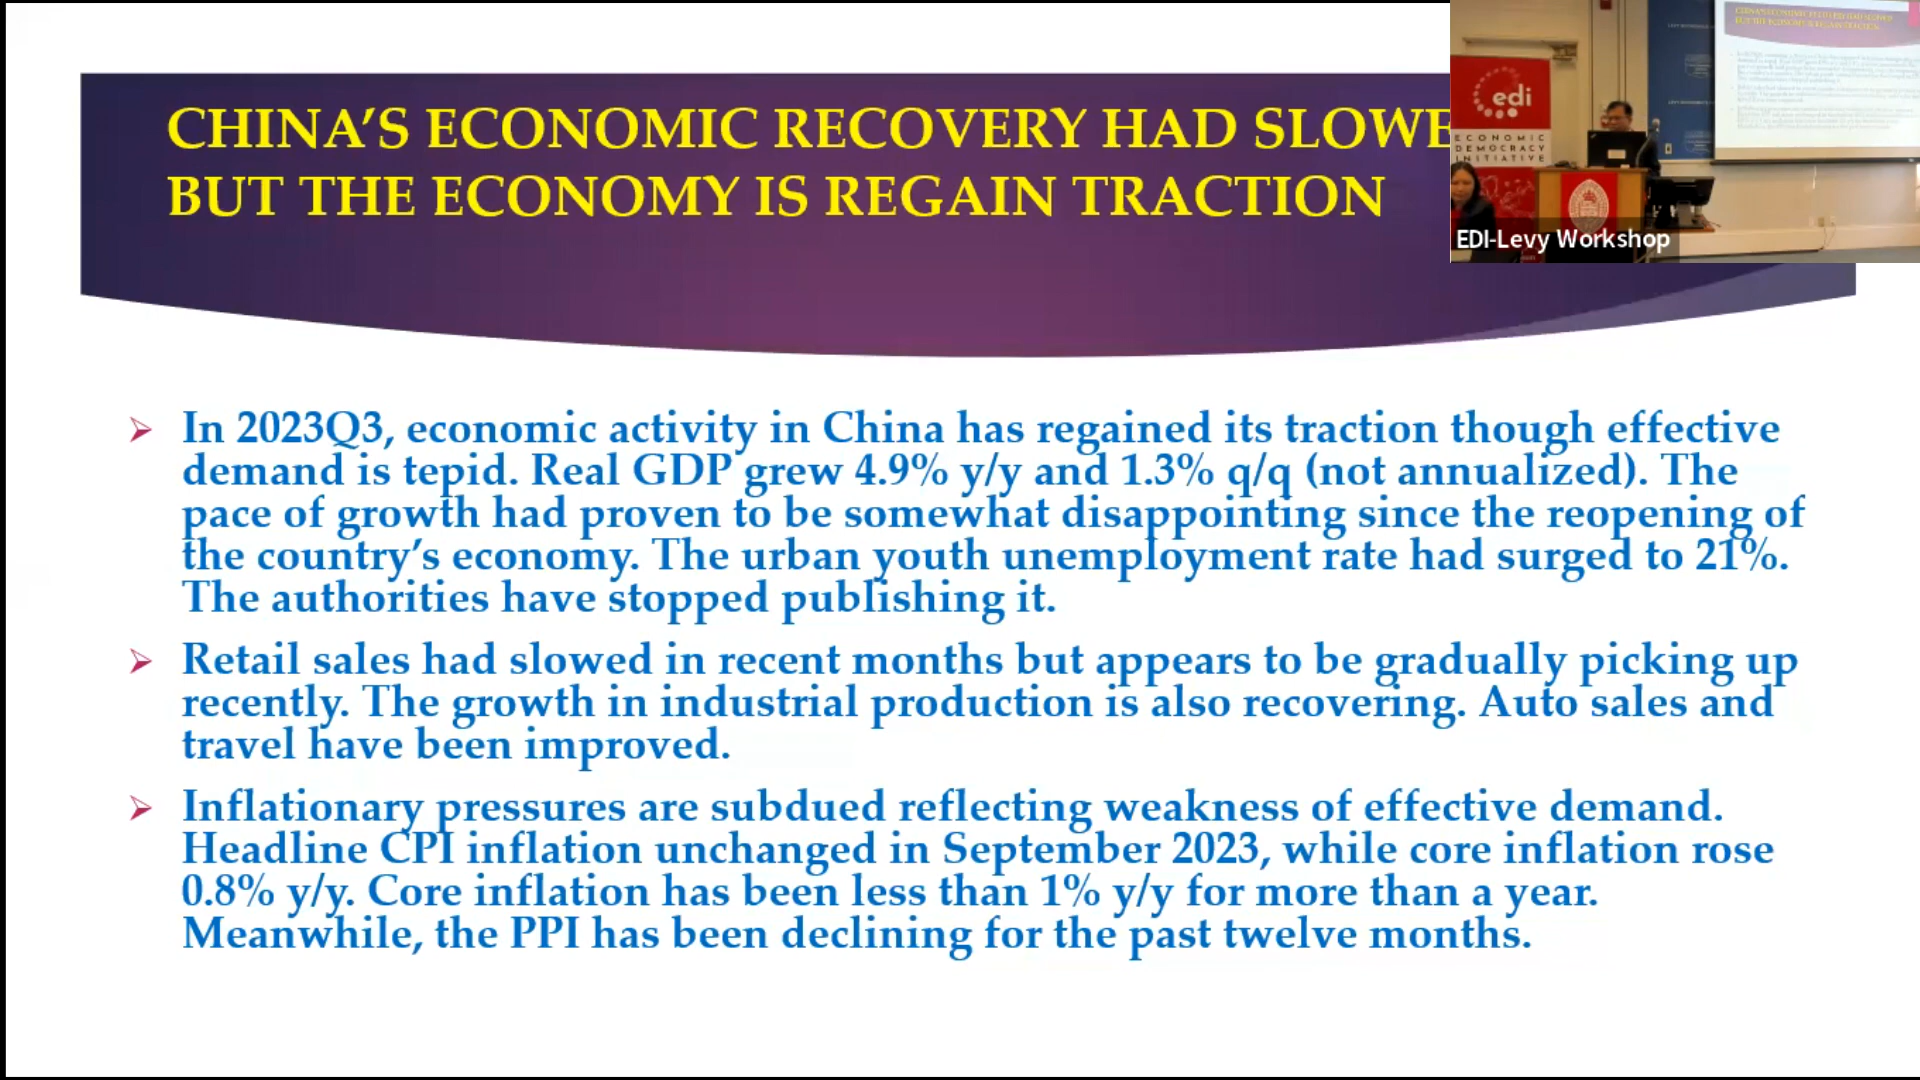 CHINA’S ECONOMIC RECOVERY HAD SLOWE
BUT THE ECONOMY IS REGAIN TRACTION
edi
ECONOMIC
DEMOCRACY
INITIATIVE
EDI-Levy Workshop
In 2023Q3, economic activity in China has regained its traction though effective
demand is tepid. Real GDP grew 4.9% y/y and 1.3% q/q (not annualized). The
pace of growth had proven to be somewhat disappointing since the reopening of
the country’s economy. The urban youth unemployment rate had surged to 21%.
The authorities have stopped publishing it.
Retail sales had slowed in recent months but appears to be gradually picking up
recently. The growth in industrial production is also recovering. Auto sales and
travel have been improved.
Inflationary pressures are subdued reflecting weakness of effective demand.
Headline CPI inflation unchanged in September 2023, while core inflation rose
0.8% y/y. Core inflation has been less than 1% y/y for more than a year.
Meanwhile, the PPI has been declining for the past twelve months.